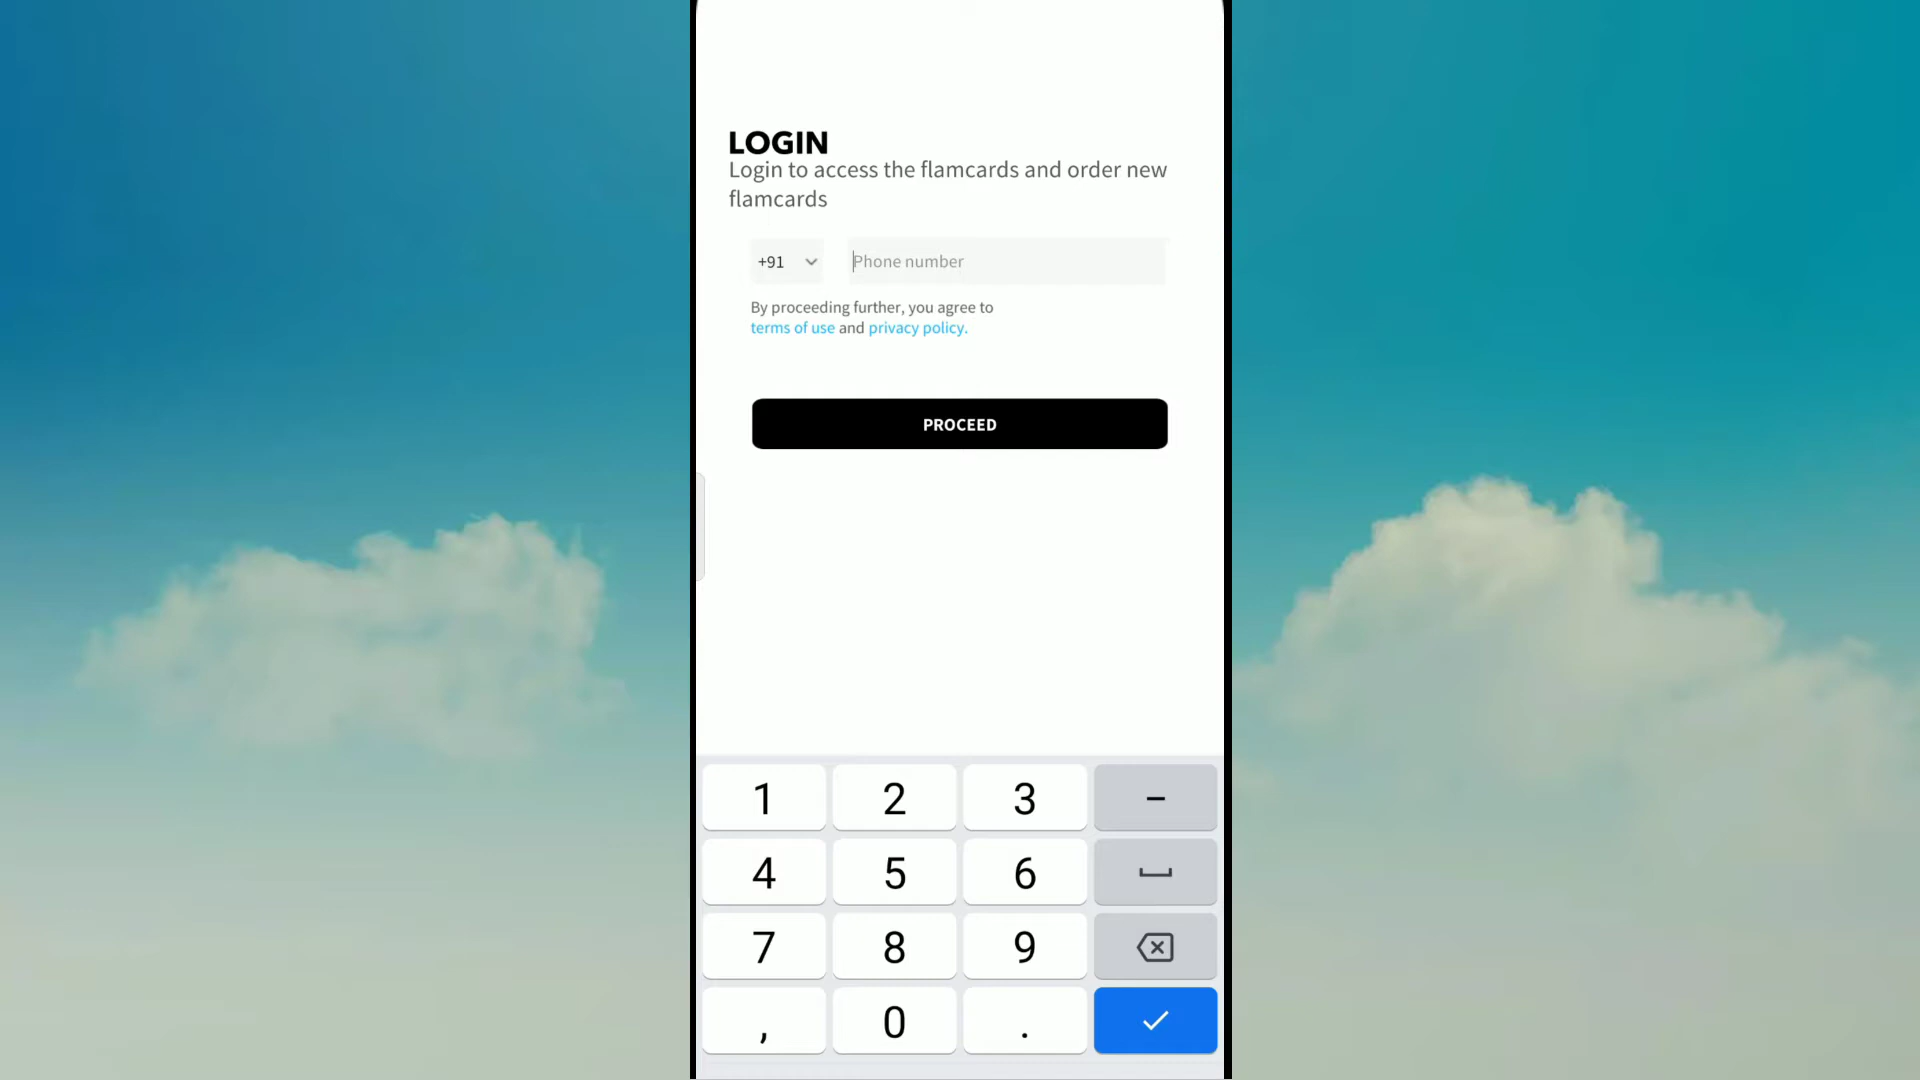 LOGIN
Login to access the flamcards and order new
flamcards
+91 Phone number
By proceeding further, you agree to
terms of use and privacy policy.
PROCEED
1 2 3 –
4 5 6
7 8 9
, 0 .